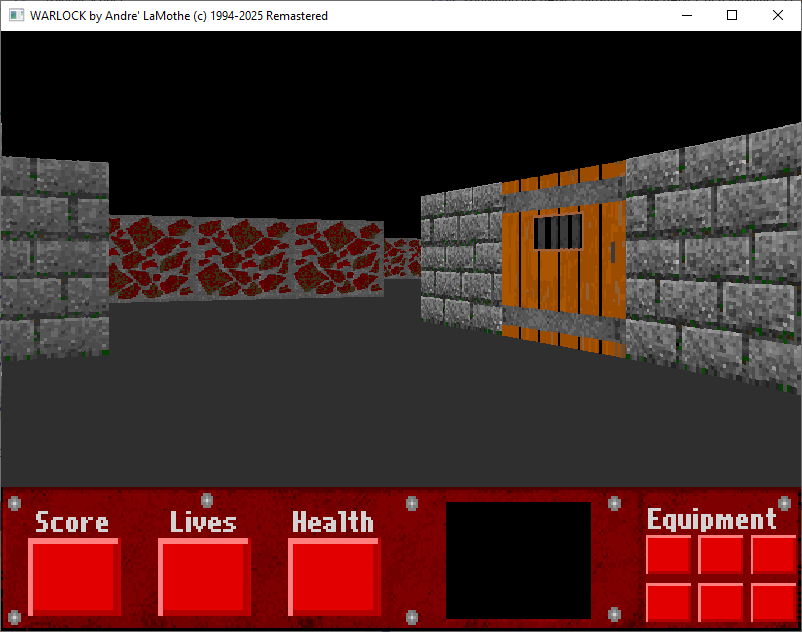 WARLOCK by Andre' LaMothe (c) 1994-2025 Remastered
Score
Lives
Health
Equipment